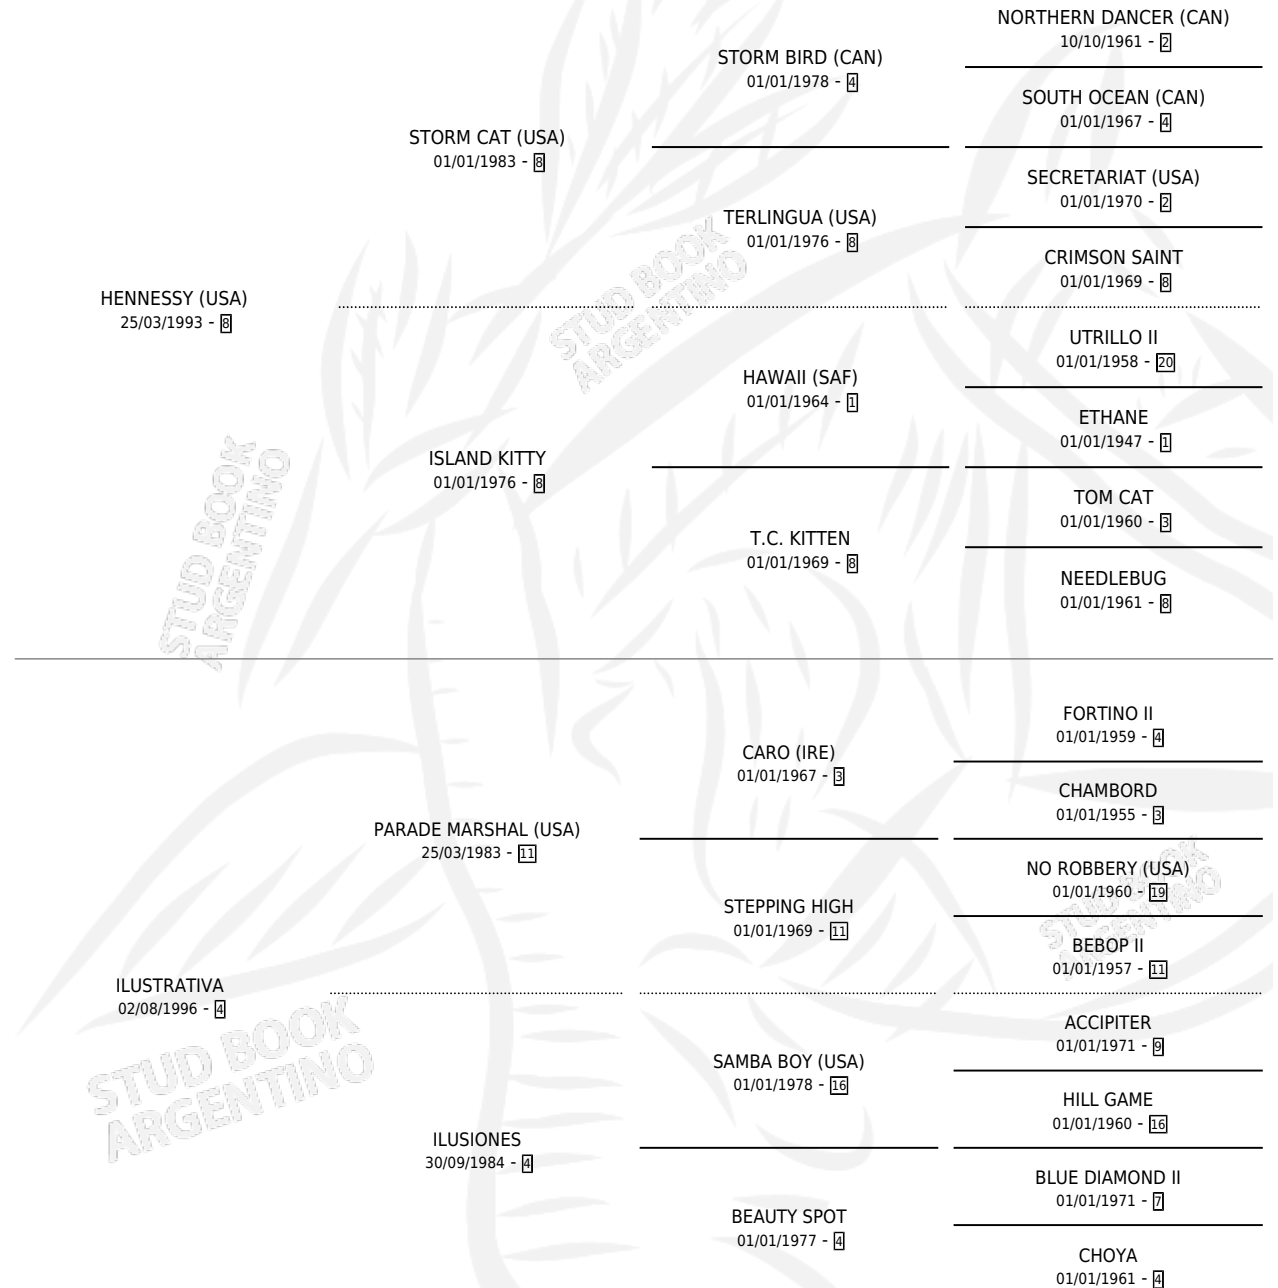 NORTHERN DANCER (CAN)
10/10/1961 - 2
STORM BIRD (CAN)
01/01/1978 - 4
SOUTH OCEAN (CAN)
01/01/1967 - 4
STORM CAT (USA)
01/01/1983 - 8
SECRETARIAT (USA)
01/01/1970 - 2
TERLINGUA (USA)
01/01/1976 - 8
CRIMSON SAINT
01/01/1969 - 8
HENNESSY (USA)
25/03/1993 - 8
UTRILLO II
01/01/1958 - 20
HAWAII (SAF)
01/01/1964 - 1
ETHANE
01/01/1947 - 1
ISLAND KITTY
01/01/1976 - 8
TOM CAT
01/01/1960 - 3
T.C. KITTEN
01/01/1969 - 8
NEEDLEBUG
01/01/1961 - 8
FORTINO II
01/01/1959 - 4
CARO (IRE)
01/01/1967 - 3
CHAMBORD
01/01/1955 - 3
PARADE MARSHAL (USA)
25/03/1983 - 11
NO ROBBERY (USA)
01/01/1960 - 19
STEPPING HIGH
01/01/1969 - 11
BEBOP II
01/01/1957 - 11
ILUSTRATIVA
02/08/1996 - 4
ACCIPITER
01/01/1971 - 9
SAMBA BOY (USA)
01/01/1978 - 16
HILL GAME
01/01/1960 - 16
ILUSIONES
30/09/1984 - 4
BLUE DIAMOND II
01/01/1971 - 7
BEAUTY SPOT
01/01/1977 - 4
CHOYA
01/01/1961 - 4
STUD BOOK
ARGENTINO
STUD BOOK
ARGENTINO
STUD BOOK
ARGENTINO
STUD BOOK
ARGENTINO